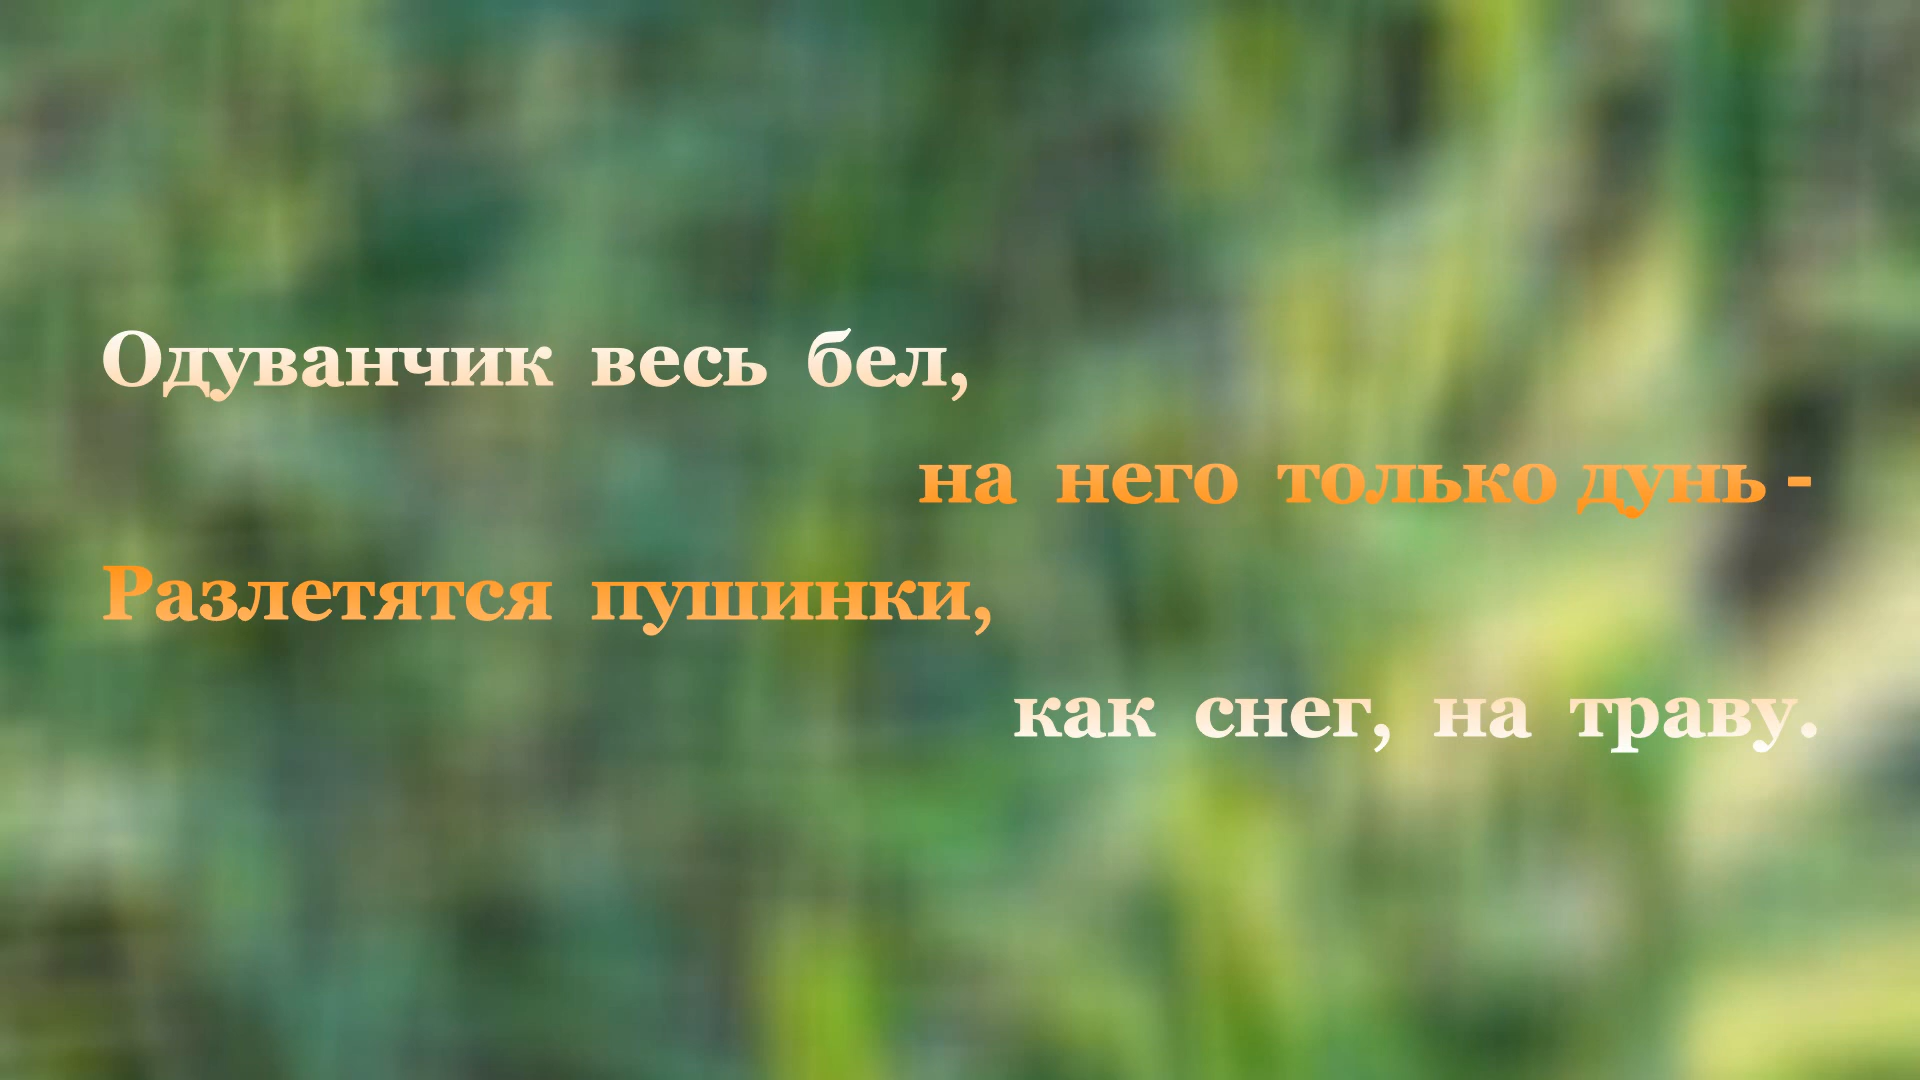 Одуванчик весь бел,
на него только дунь -
Разлетятся пушинки,
как снег, на траву.